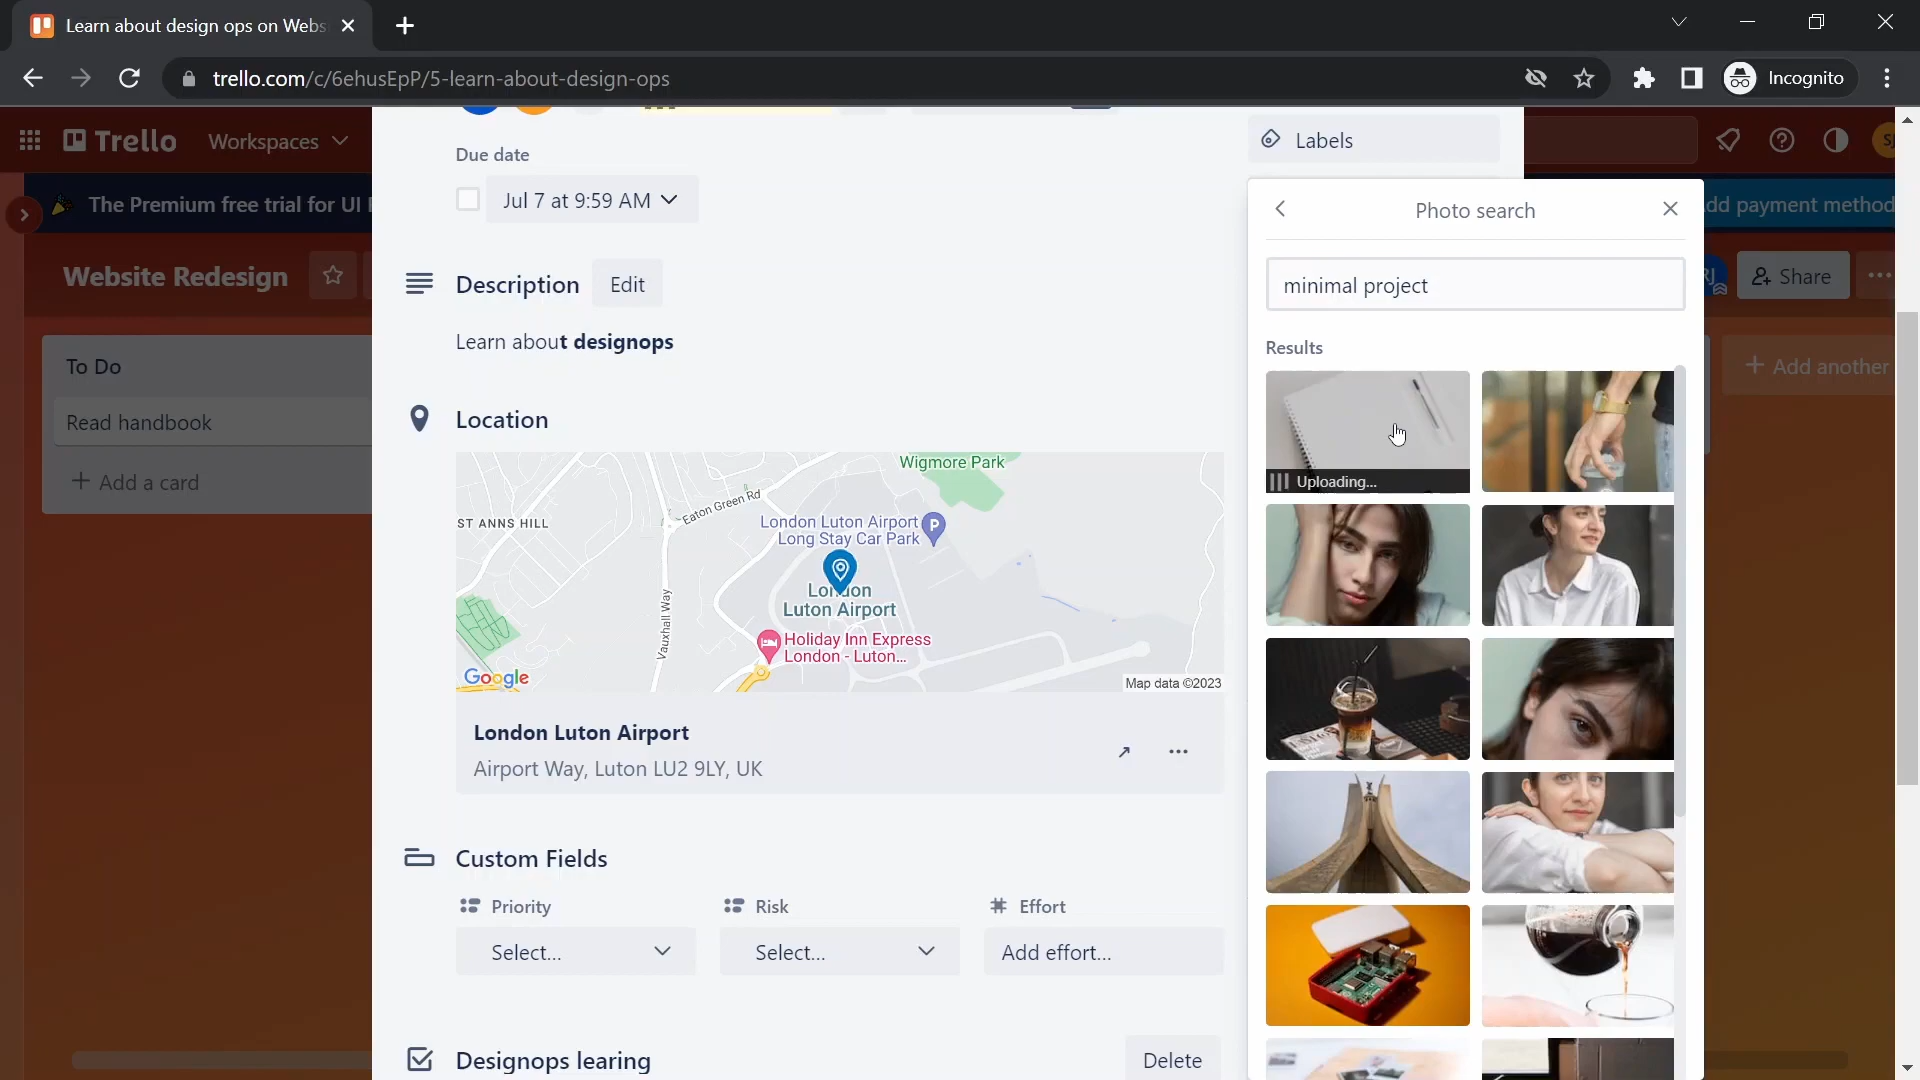 Learn about design ops on Webs
trello.com/c/6ehusEpP/5-learn-about-design-ops
Incognito
Trello
Workspaces
Labels
SJ
The Premium free trial for UI
dd payment method
Due date
Jul 7 at 9:59 AM
Photo search
Website Redesign
RJ
Share
Description
Edit
minimal project
Learn about designops
Results
To Do
Add another
Read handbook
Add a card
Location
Uploading...
Wigmore Park
Eaton Green Rd
ST ANNS HILL
London Luton Airport
Long Stay Car Park
P
London
Luton Airport
Vauxhall Way
Holiday Inn Express
London - Luton...
Google
Map data ©2023
London Luton Airport
Airport Way, Luton LU2 9LY, UK
Custom Fields
Priority
Risk
Effort
Select...
Select...
Add effort...
Designops learing
Delete